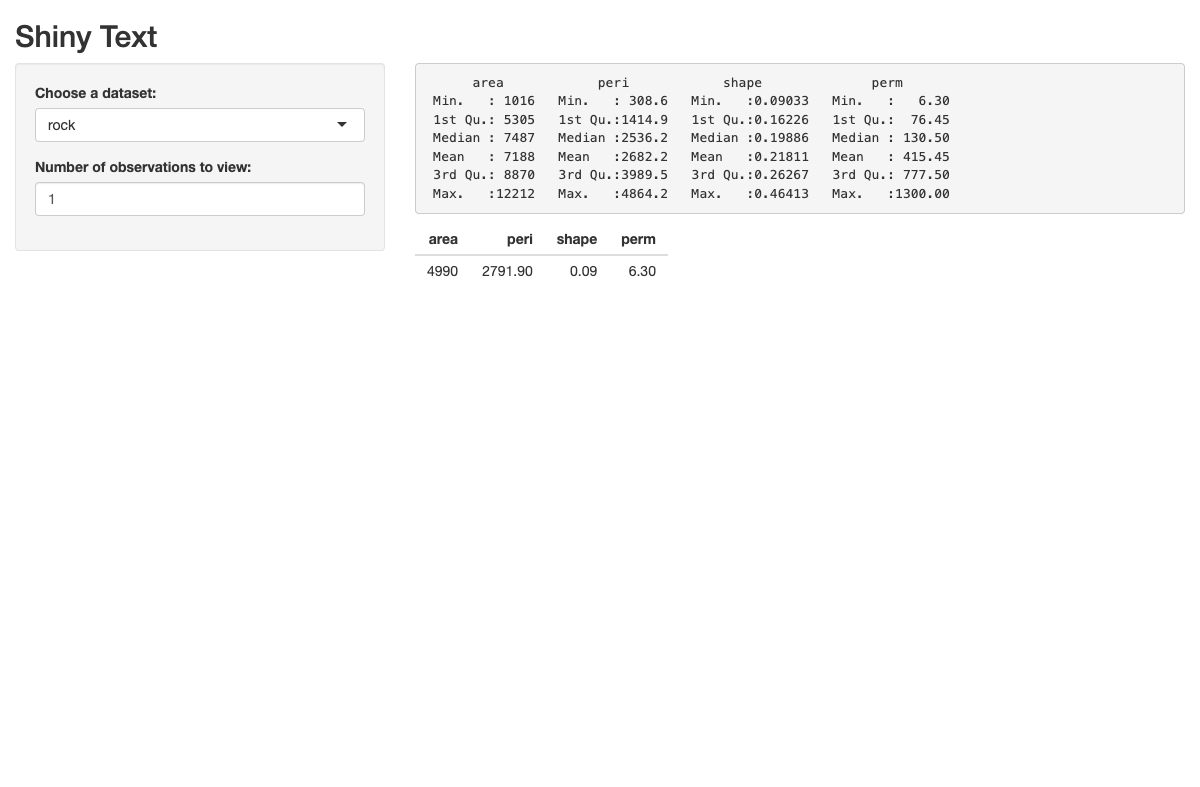 Shiny Text
Choose a dataset:
rock
Number of observations to view:
1
area peri shape perm
Min. : 1016 Min. : 308.6 Min. :0.09033 Min. : 6.30
1st Qu.: 5305 1st Qu.:1414.9 1st Qu.:0.16226 1st Qu.: 76.45
Median : 7487 Median :2536.2 Median :0.19886 Median : 130.50
Mean : 7188 Mean :2682.2 Mean :0.21811 Mean : 415.45
3rd Qu.: 8870 3rd Qu.:3989.5 3rd Qu.:0.26267 3rd Qu.: 777.50
Max. :12212 Max. :4864.2 Max. :0.46413 Max. :1300.00
area peri shape perm
4990 2791.90 0.09 6.30